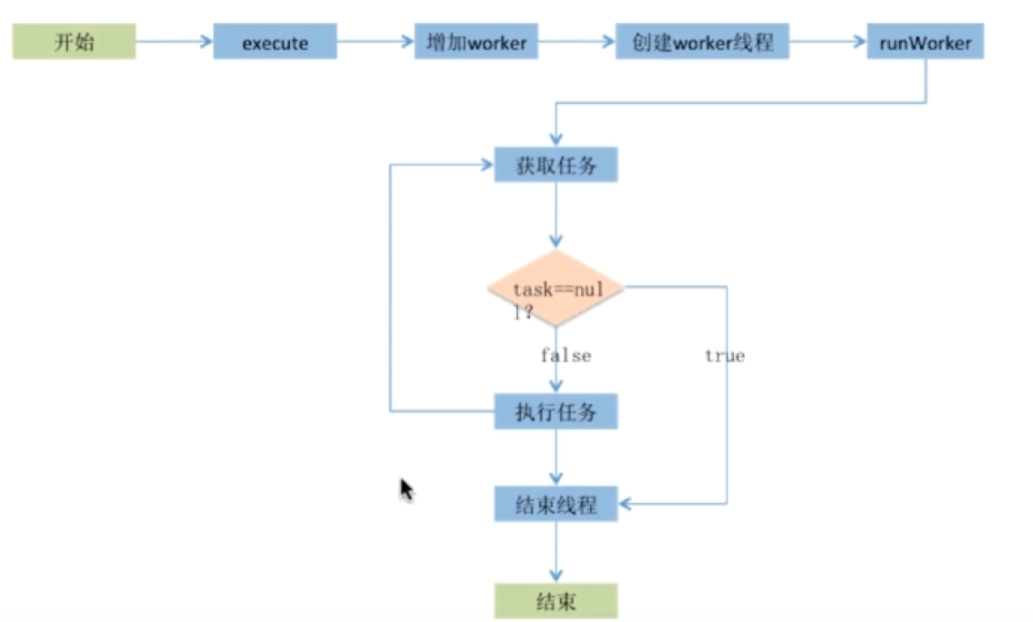 开始
execute
增加worker
创建worker线程
runWorker
获取任务
task==nul
l?
false
true
执行任务
结束线程
结束